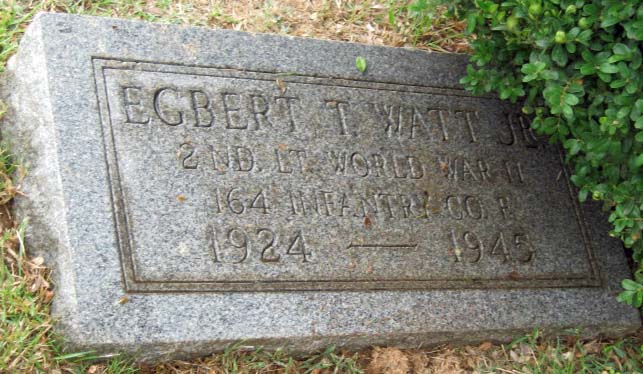 EGBERT T. WATT JR.
2ND. LT. WORLD WAR II
164 INFANTRY CO. F.
1924 — 1945